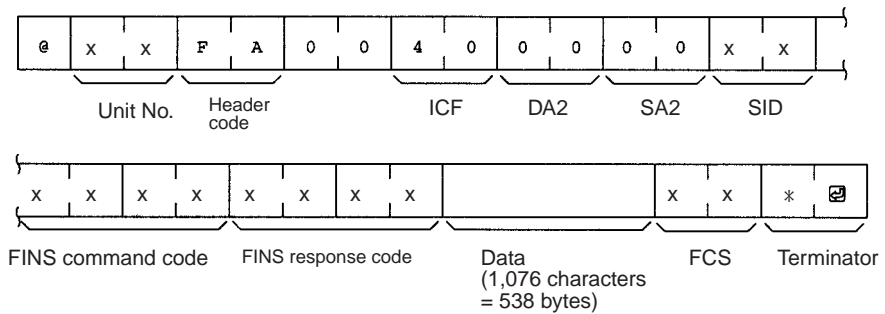 @ x x F A 0 0 4 0 0 0 0 0 x x
Unit No. Header code ICF DA2 SA2 SID
x x x x x x x x x x * ↵
FINS command code FINS response code Data FCS Terminator
(1,076 characters
= 538 bytes)